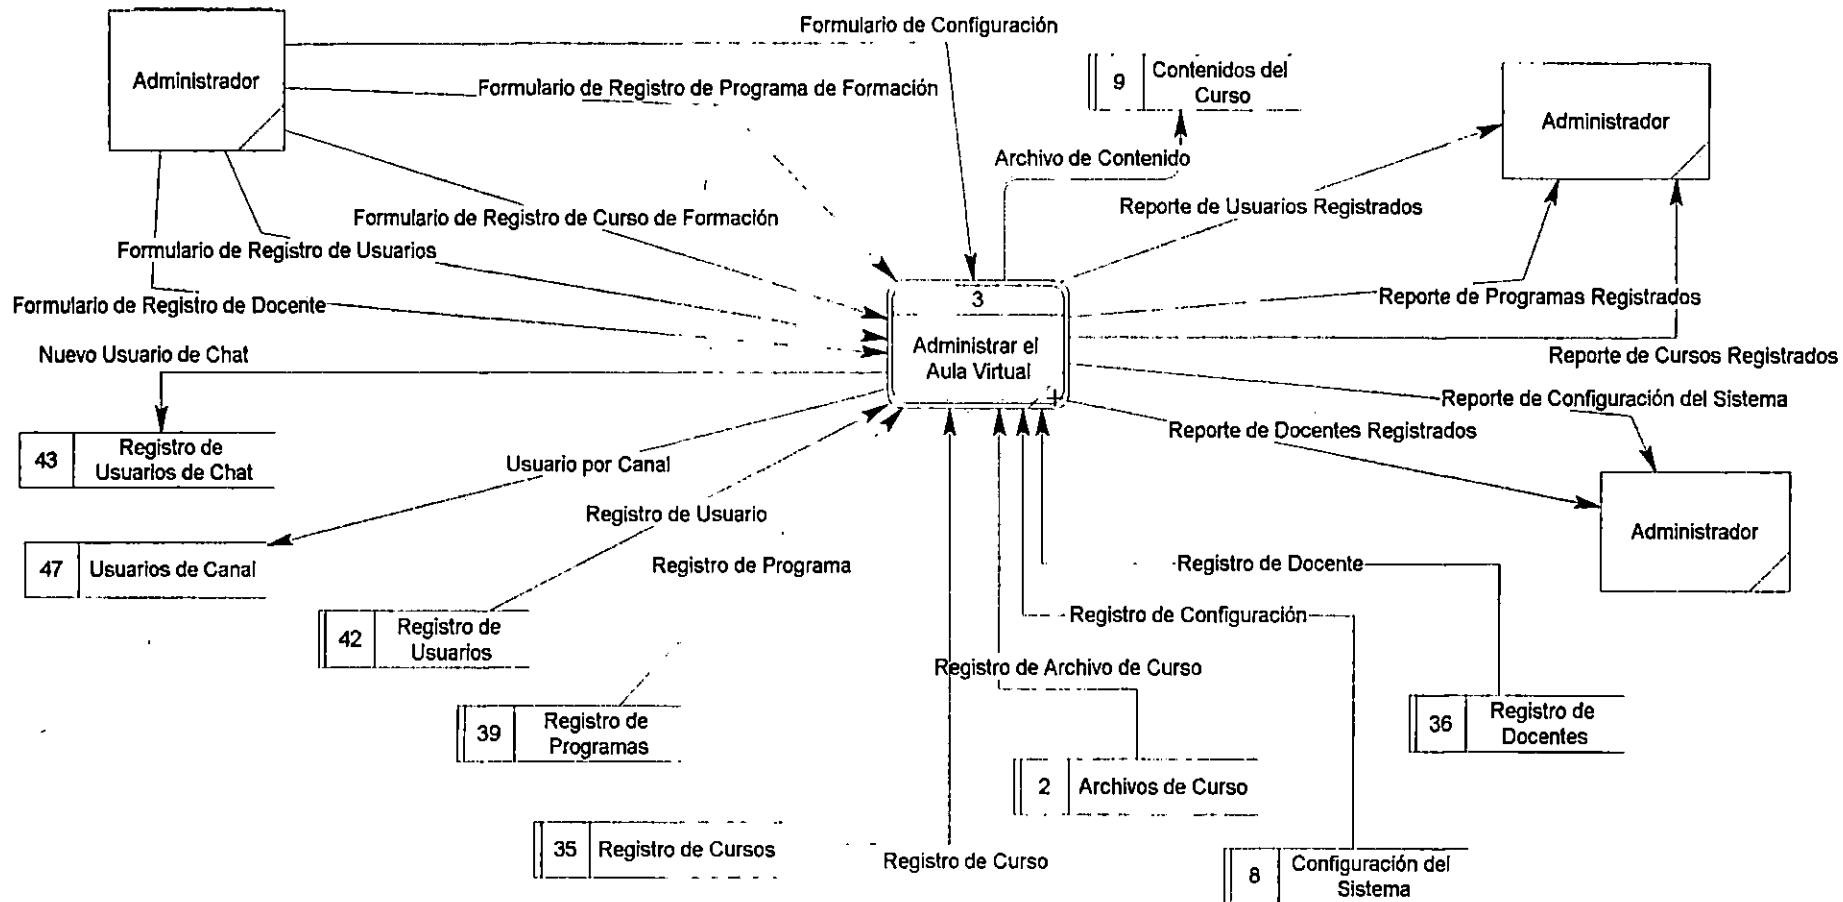 Formulario de Configuración
Administrador
Formulario de Registro de Programa de Formación
9
Contenidos del
Curso
Administrador
Archivo de Contenido
Reporte de Usuarios Registrados
Formulario de Registro de Curso de Formación
Formulario de Registro de Usuarios
Formulario de Registro de Docente
3
Administrar el
Aula Virtual
Reporte de Programas Registrados
Nuevo Usuario de Chat
Reporte de Cursos Registrados
Reporte de Configuración del Sistema
Reporte de Docentes Registrados
43
Registro de
Usuarios de Chat
Usuario por Canal
Registro de Usuario
Administrador
47
Usuarios de Canal
Registro de Programa
Registro de Docente
42
Registro de
Usuarios
Registro de Configuración
Registro de Archivo de Curso
39
Registro de
Programas
36
Registro de
Docentes
2
Archivos de Curso
35
Registro de Cursos
Registro de Curso
8
Configuración del
Sistema